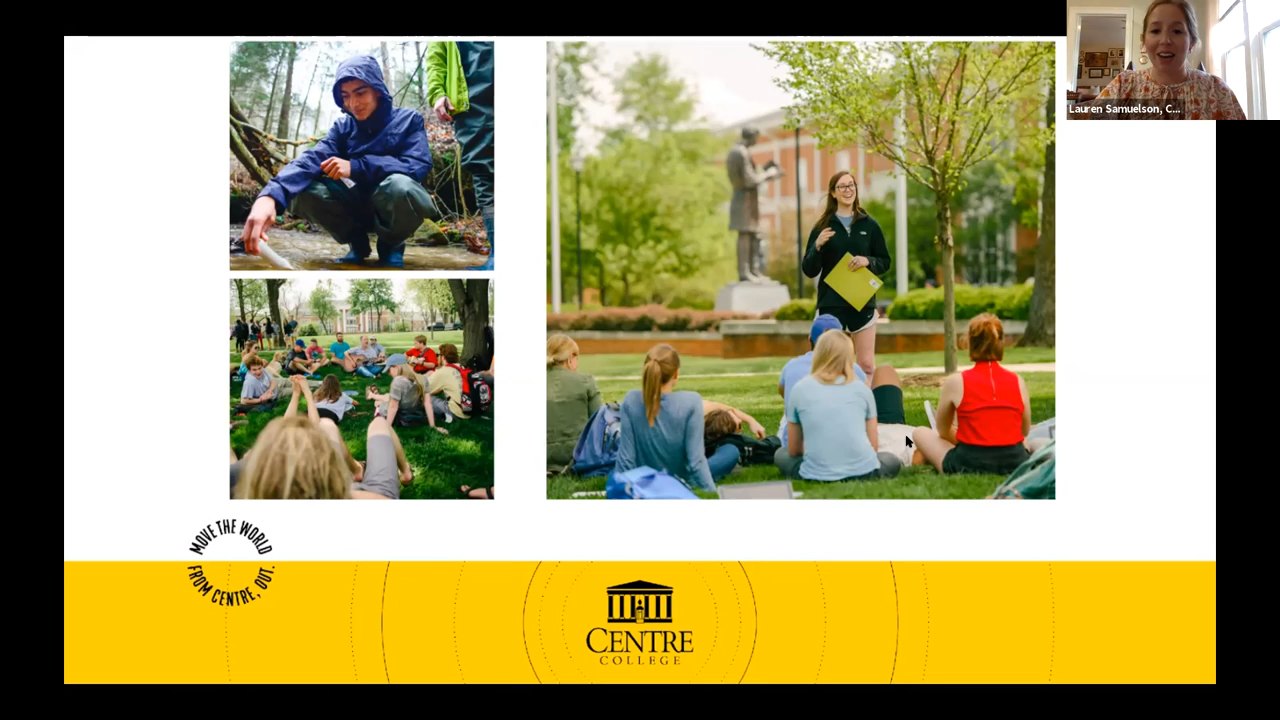 Lauren Samuelson, C...
MOVE THE WORLD
FROM CENTRE, OUT.
CENTRE
COLLEGE